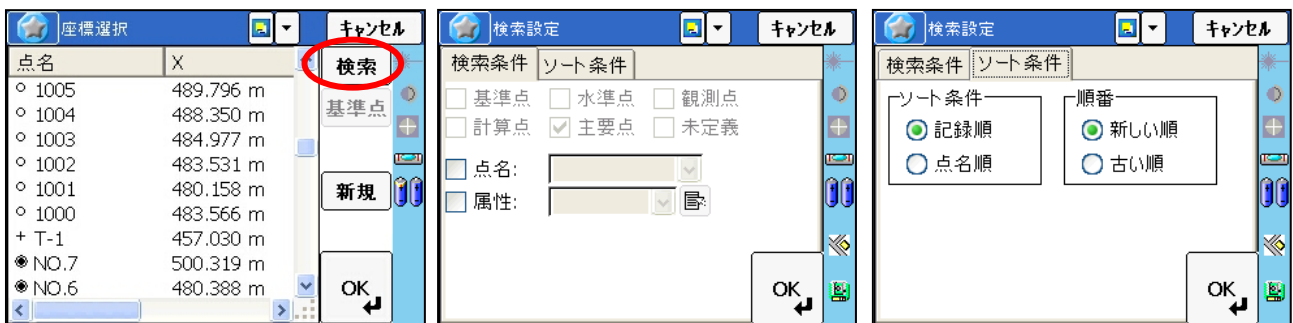 座標選択 キャンセル
点名 X 検索
1005 489.796 m
1004 488.350 m 基準点
1003 484.977 m
1002 483.531 m
1001 480.158 m 新規
1000 483.566 m
T-1 457.030 m
NO.7 500.319 m
NO.6 480.388 m OK
検索設定 キャンセル
検索条件 ソート条件
基準点 水準点 観測点
計算点 主要点 未定義
点名:
属性:
OK
検索設定 キャンセル
検索条件 ソート条件
ソート条件 順番
記録順 新しい順
点名順 古い順
OK